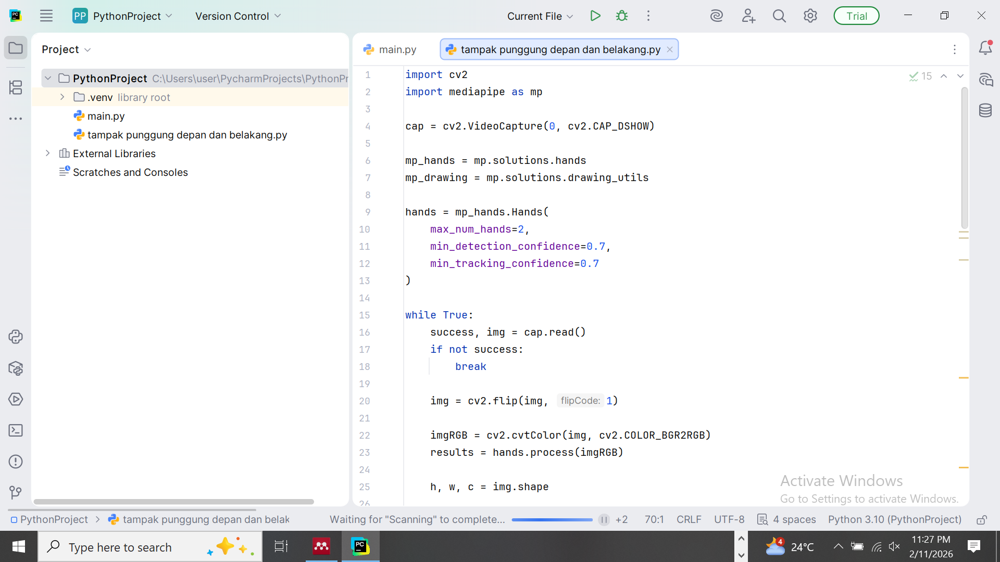 PP PythonProject Version Control Current File Trial
Project
main.py tampak punggung depan dan belakang.py
PythonProject C:\Users\user\PycharmProjects\PythonPr
.venv library root
main.py
tampak punggung depan dan belakang.py
External Libraries
Scratches and Consoles
15
1 import cv2
2 import mediapipe as mp
3
4 cap = cv2.VideoCapture(0, cv2.CAP_DSHOW)
5
6 mp_hands = mp.solutions.hands
7 mp_drawing = mp.solutions.drawing_utils
8
9 hands = mp_hands.Hands(
10     max_num_hands=2,
11     min_detection_confidence=0.7,
12     min_tracking_confidence=0.7
13 )
14
15 while True:
16     success, img = cap.read()
17     if not success:
18         break
19
20     img = cv2.flip(img, flipCode: 1)
21
22     imgRGB = cv2.cvtColor(img, cv2.COLOR_BGR2RGB)
23     results = hands.process(imgRGB)
24
25     h, w, c = img.shape
26
Activate Windows
Go to Settings to activate Windows.
PythonProject tampak punggung depan dan belak Waiting for "Scanning" to complete... +2 70:1 CRLF UTF-8 4 spaces Python 3.10 (PythonProject)
Type here to search PC 4 24°C 11:27 PM
2/11/2026